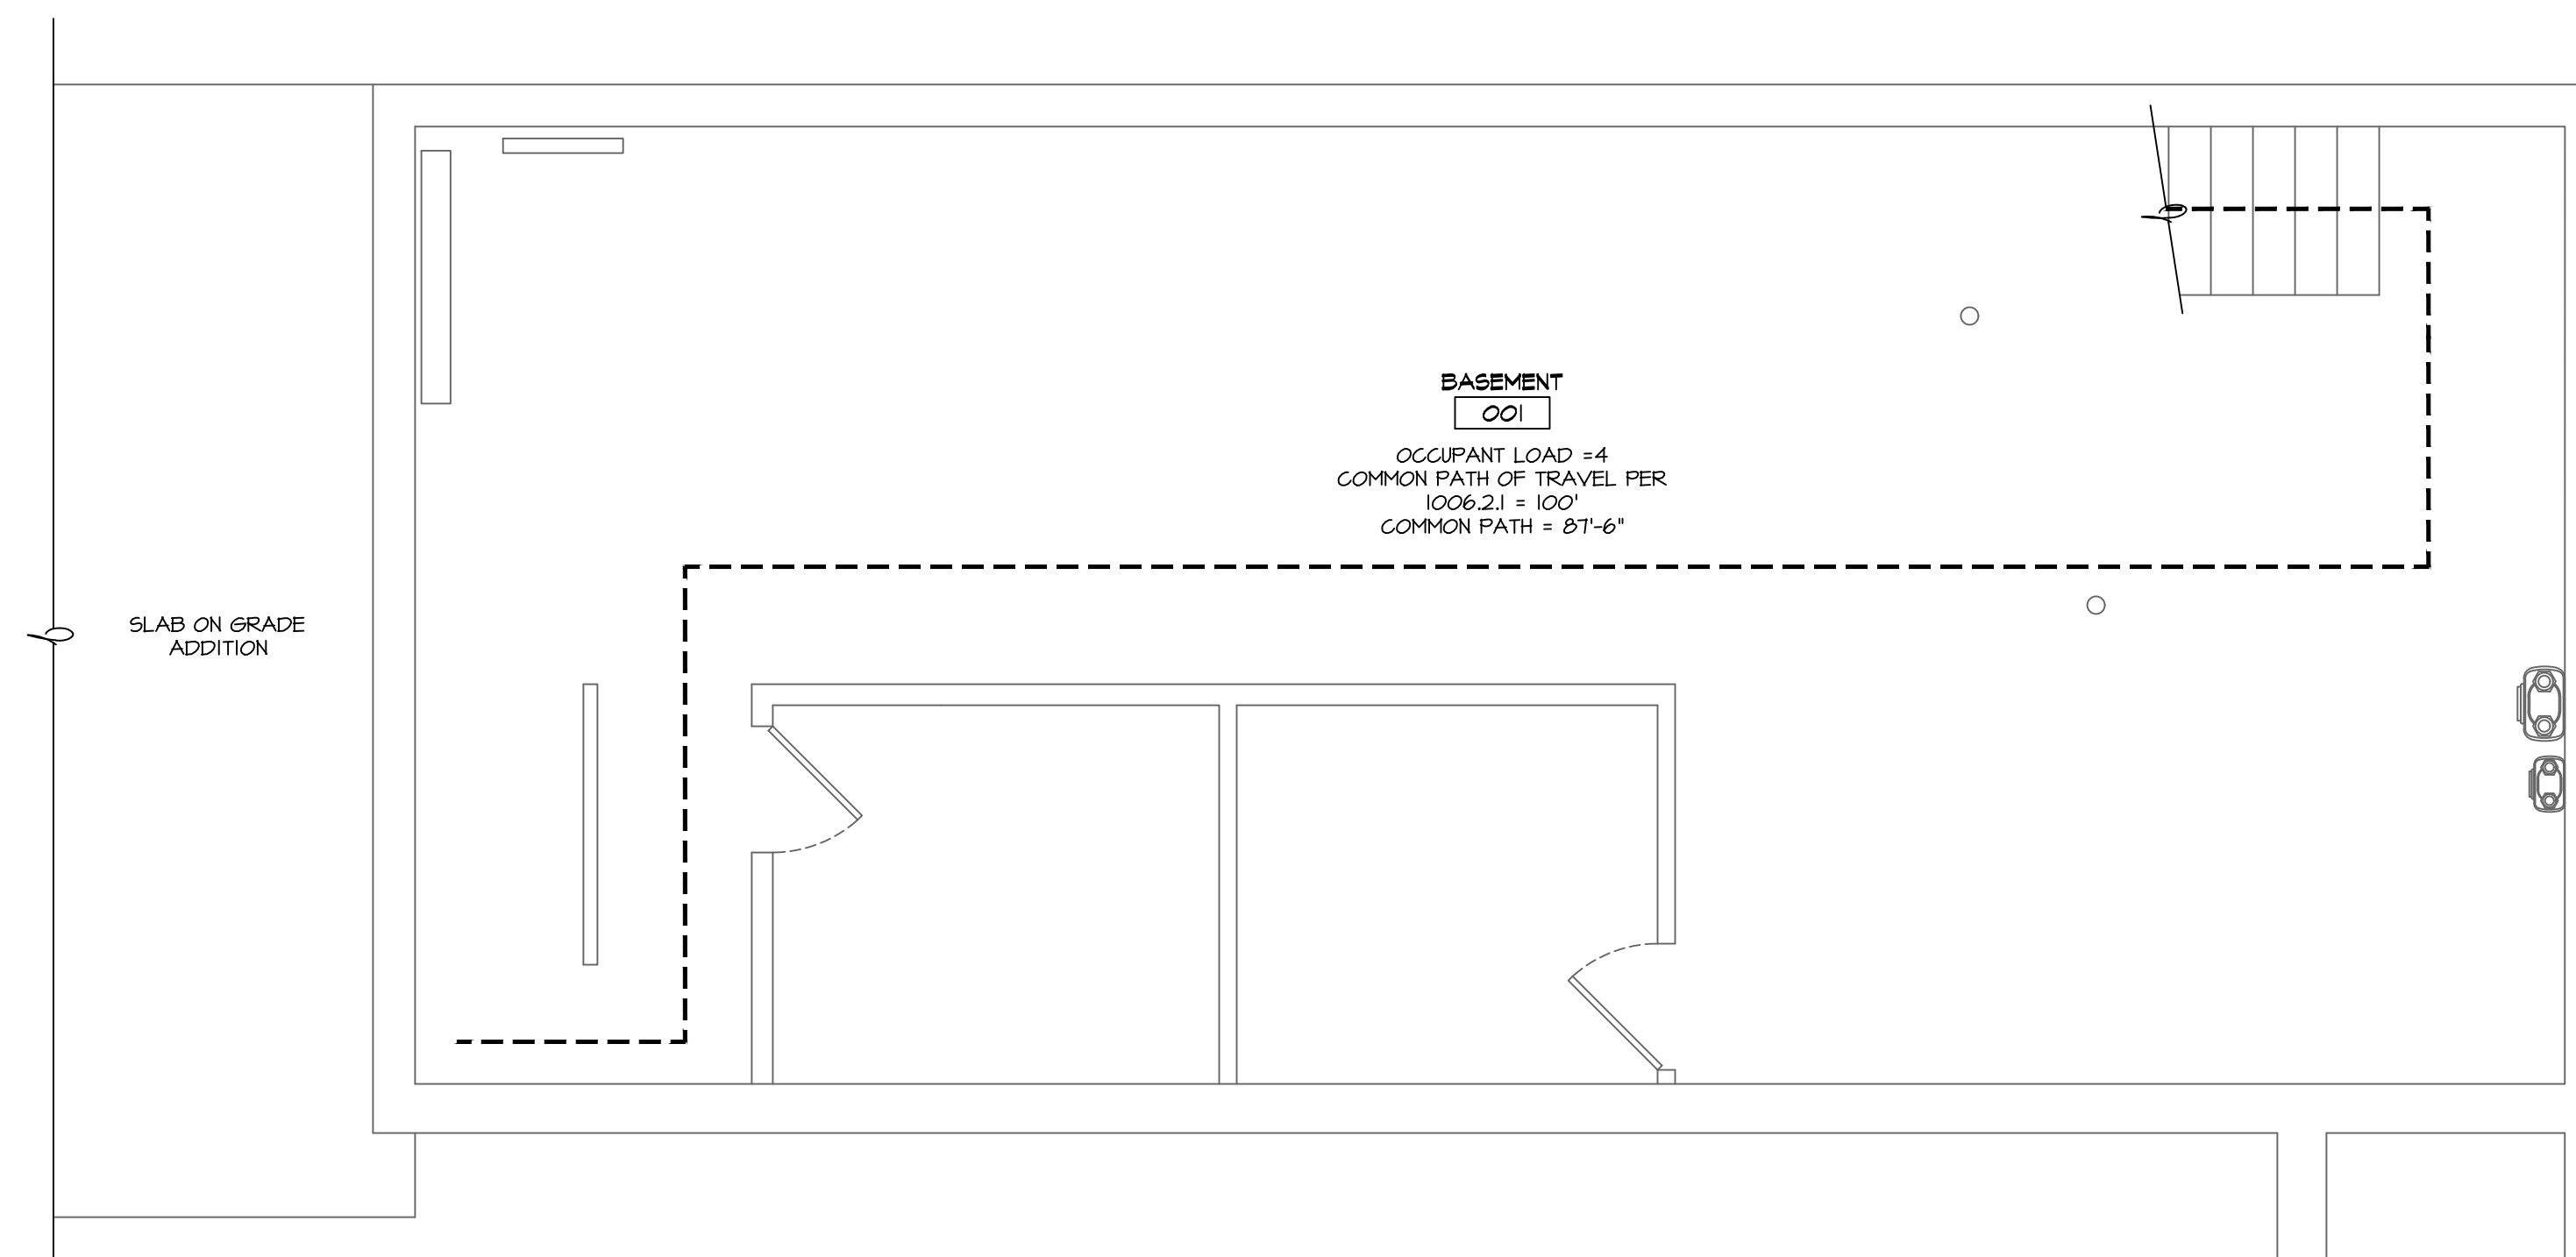 BASEMENT
001
OCCUPANT LOAD =4
COMMON PATH OF TRAVEL PER
1006.2.1 = 100'
COMMON PATH = 87'-6"
SLAB ON GRADE
ADDITION